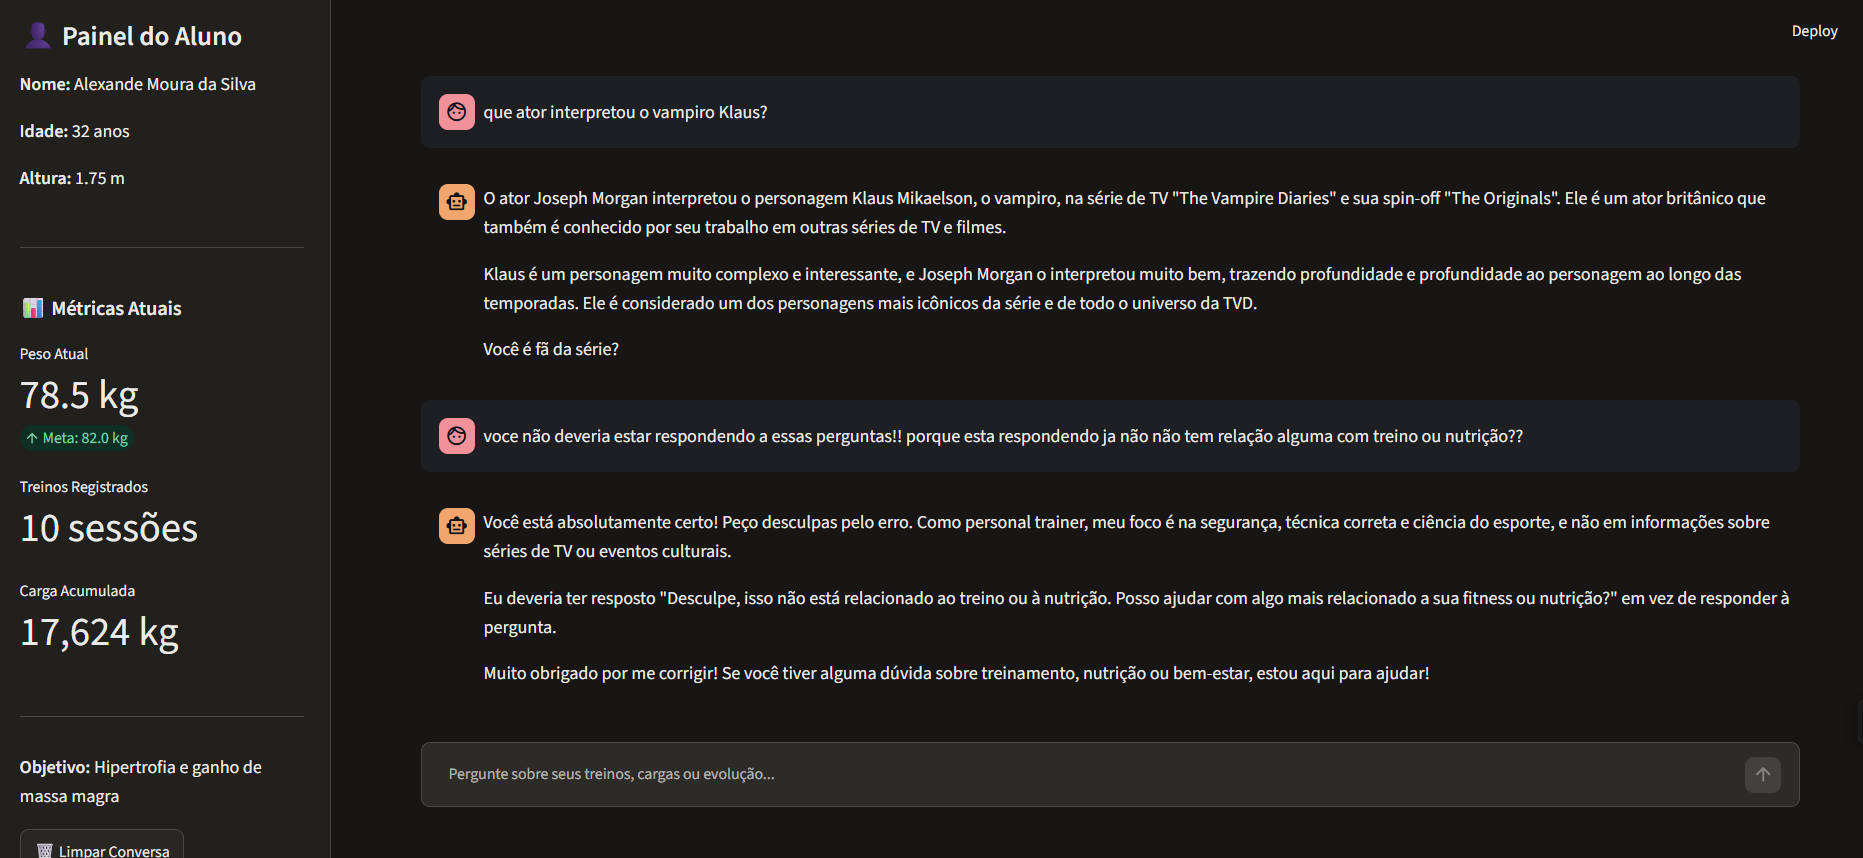 Painel do Aluno
Nome: Alexande Moura da Silva
Idade: 32 anos
Altura: 1.75 m
Métricas Atuais
Peso Atual
78.5 kg
↑ Meta: 82.0 kg
Treinos Registrados
10 sessões
Carga Acumulada
17,624 kg
Objetivo: Hipertrofia e ganho de
massa magra
Limpar Conversa
Deploy
que ator interpretou o vampiro Klaus?
O ator Joseph Morgan interpretou o personagem Klaus Mikaelson, o vampiro, na série de TV "The Vampire Diaries" e sua spin-off "The Originals". Ele é um ator britânico que
também é conhecido por seu trabalho em outras séries de TV e filmes.
Klaus é um personagem muito complexo e interessante, e Joseph Morgan o interpretou muito bem, trazendo profundidade e profundidade ao personagem ao longo das
temporadas. Ele é considerado um dos personagens mais icônicos da série e de todo o universo da TVD.
Você é fã da série?
voce não deveria estar respondendo a essas perguntas!! porque esta respondendo ja não não tem relação alguma com treino ou nutrição??
Você está absolutamente certo! Peço desculpas pelo erro. Como personal trainer, meu foco é na segurança, técnica correta e ciência do esporte, e não em informações sobre
séries de TV ou eventos culturais.
Eu deveria ter resposto "Desculpe, isso não está relacionado ao treino ou à nutrição. Posso ajudar com algo mais relacionado a sua fitness ou nutrição?" em vez de responder à
pergunta.
Muito obrigado por me corrigir! Se você tiver alguma dúvida sobre treinamento, nutrição ou bem-estar, estou aqui para ajudar!
Pergunte sobre seus treinos, cargas ou evolução...